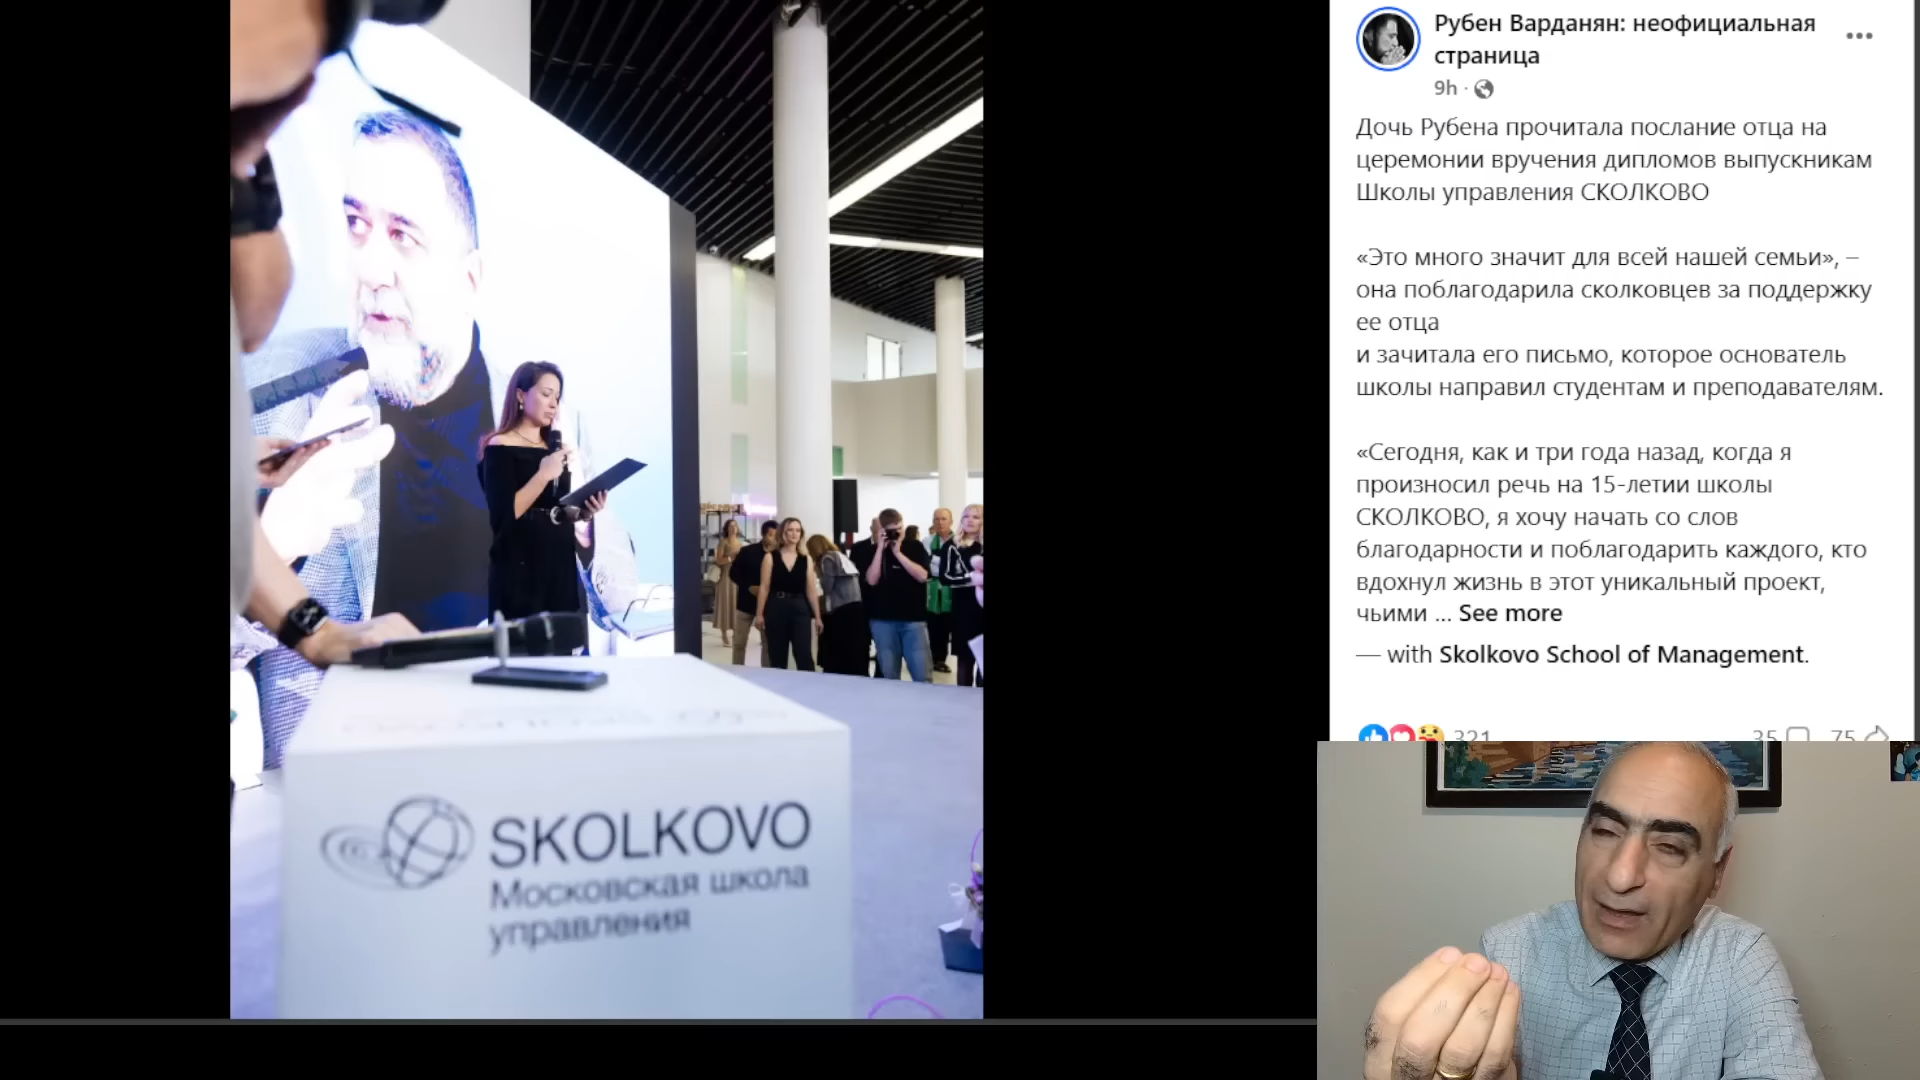 Рубен Варданян: неофициальная
страница
9h ·
Дочь Рубена прочитала послание отца на
церемонии вручения дипломов выпускникам
Школы управления СКОЛКОВО
«Это много значит для всей нашей семьи», –
она поблагодарила сколковцев за поддержку
ее отца
и зачитала его письмо, которое основатель
школы направил студентам и преподавателям.
«Сегодня, как и три года назад, когда я
произносил речь на 15-летии школы
СКОЛКОВО, я хочу начать со слов
благодарности и поблагодарить каждого, кто
вдохнул жизнь в этот уникальный проект,
чьими ... See more
— with Skolkovo School of Management.
321 35 75
SKOLKOVO
Московская школа
управления